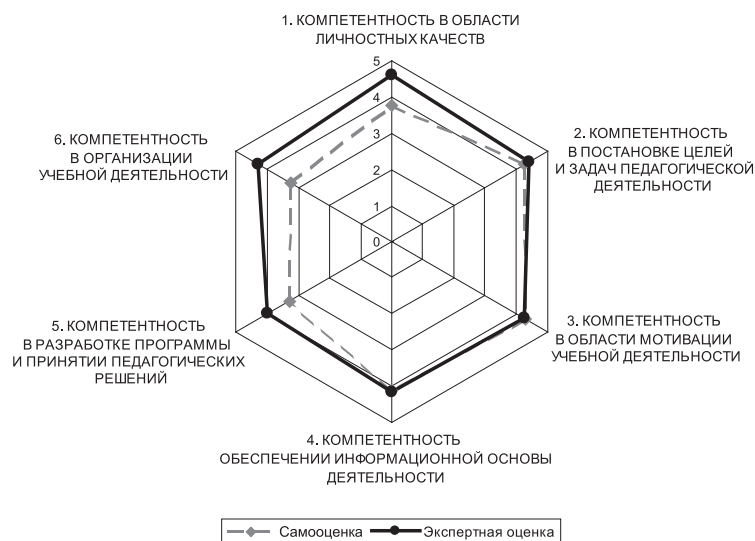 1. КОМПЕТЕНТНОСТЬ В ОБЛАСТИ
ЛИЧНОСТНЫХ КАЧЕСТВ
5
4
3
2
1
0
2. КОМПЕТЕНТНОСТЬ
В ПОСТАНОВКЕ ЦЕЛЕЙ
И ЗАДАЧ ПЕДАГОГИЧЕСКОЙ
ДЕЯТЕЛЬНОСТИ
3. КОМПЕТЕНТНОСТЬ
В ОБЛАСТИ МОТИВАЦИИ
УЧЕБНОЙ ДЕЯТЕЛЬНОСТИ
4. КОМПЕТЕНТНОСТЬ
ОБЕСПЕЧЕНИИ ИНФОРМАЦИОННОЙ ОСНОВЫ
ДЕЯТЕЛЬНОСТИ
5. КОМПЕТЕНТНОСТЬ
В РАЗРАБОТКЕ ПРОГРАММЫ
И ПРИНЯТИИ ПЕДАГОГИЧЕСКИХ
РЕШЕНИЙ
6. КОМПЕТЕНТНОСТЬ
В ОРГАНИЗАЦИИ
УЧЕБНОЙ ДЕЯТЕЛЬНОСТИ
Самооценка
Экспертная оценка